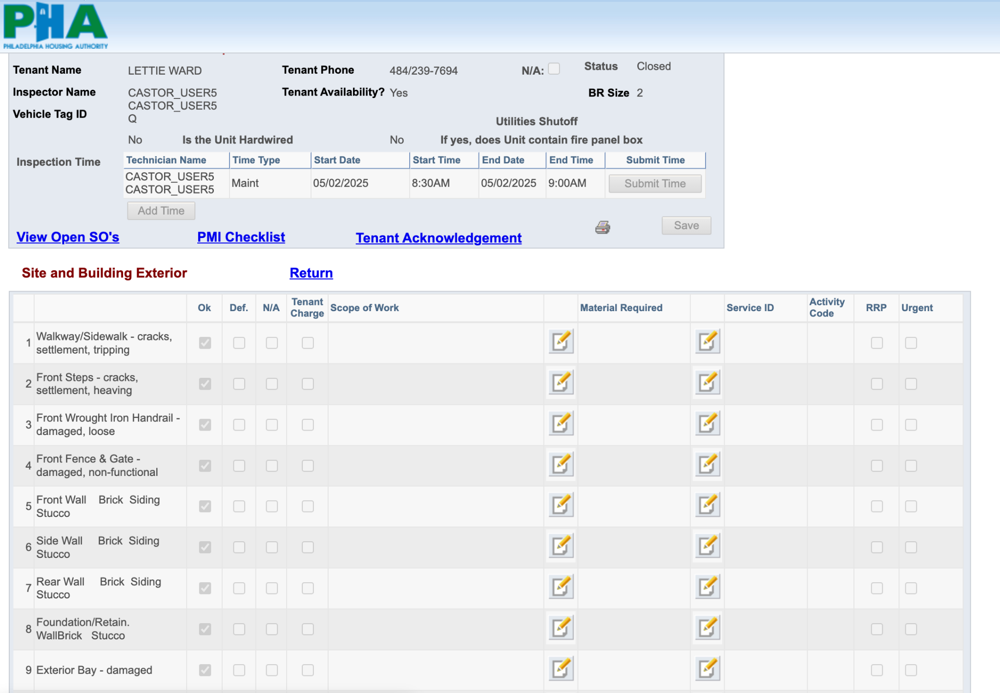 PHA
PHILADELPHIA HOUSING AUTHORITY
Tenant Name LETTIE WARD Tenant Phone 484/239-7694 N/A: Status Closed
Inspector Name CASTOR_USER5 CASTOR_USER5 Tenant Availability? Yes BR Size 2
Vehicle Tag ID Q
Utilities Shutoff
No Is the Unit Hardwired No If yes, does Unit contain fire panel box
Inspection Time
Technician Name Time Type Start Date Start Time End Date End Time Submit Time
CASTOR_USER5 CASTOR_USER5 Maint 05/02/2025 8:30AM 05/02/2025 9:00AM Submit Time
Add Time
Save
View Open SO's PMI Checklist Tenant Acknowledgement
Site and Building Exterior Return
Ok Def. N/A Tenant Charge Scope of Work Material Required Service ID Activity Code RRP Urgent
1 Walkway/Sidewalk - cracks,
settlement, tripping
2 Front Steps - cracks,
settlement, heaving
3 Front Wrought Iron Handrail -
damaged, loose
4 Front Fence & Gate -
damaged, non-functional
5 Front Wall Brick Siding
Stucco
6 Side Wall Brick Siding
Stucco
7 Rear Wall Brick Siding
Stucco
8 Foundation/Retain.
WallBrick Stucco
9 Exterior Bay - damaged